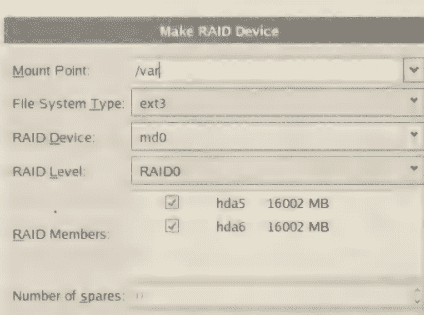 Make RAID Device
Mount Point: /var
File System Type: ext3
RAID Device: md0
RAID Level: RAID0
hda5 16002 MB
RAID Members: hda6 16002 MB
Number of spares: